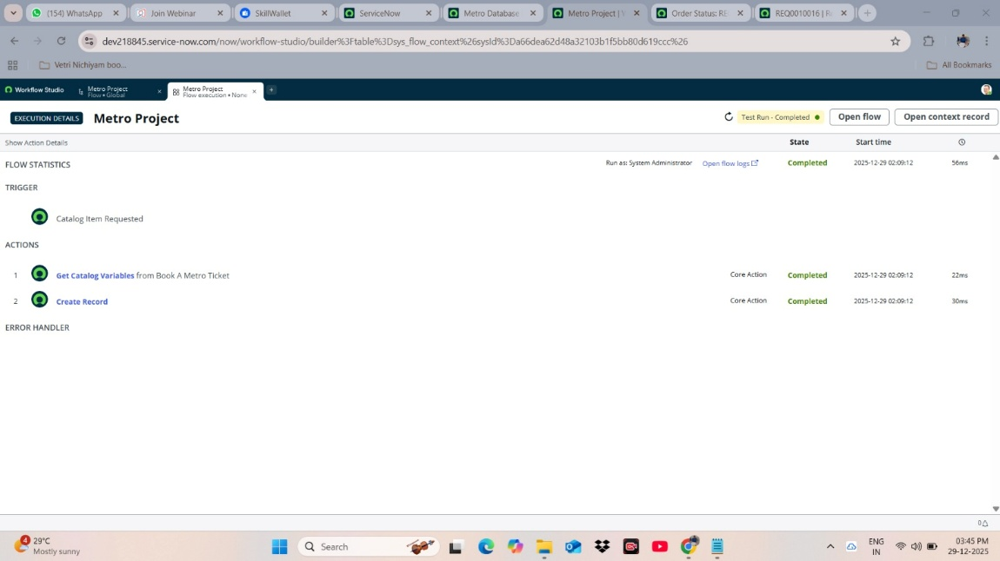 (154) WhatsApp
Join Webinar
SkillWallet
ServiceNow
Metro Database
Metro Project | W
Order Status: RE
REQ0010016 | R
dev218845.service-now.com/now/workflow-studio/builder%3Ftable%3Dsys_flow_context%26sysId%3Da66dea62d48a32103b1f5bb80d619ccc%26
Vetri Nichiyam boo...
All Bookmarks
Workflow Studio
Metro Project
Flow • Global
Metro Project
Flow execution • None
EXECUTION DETAILS
Metro Project
Test Run - Completed
Open flow
Open context record
Show Action Details
State
Start time
FLOW STATISTICS
Run as: System Administrator
Open flow logs
Completed
2025-12-29 02:09:12
56ms
TRIGGER
Catalog Item Requested
ACTIONS
1 Get Catalog Variables from Book A Metro Ticket Core Action Completed 2025-12-29 02:09:12 22ms
2 Create Record Core Action Completed 2025-12-29 02:09:12 30ms
ERROR HANDLER
0
4
29°C
Mostly sunny
Search
ENG
IN
03:45 PM
29-12-2025